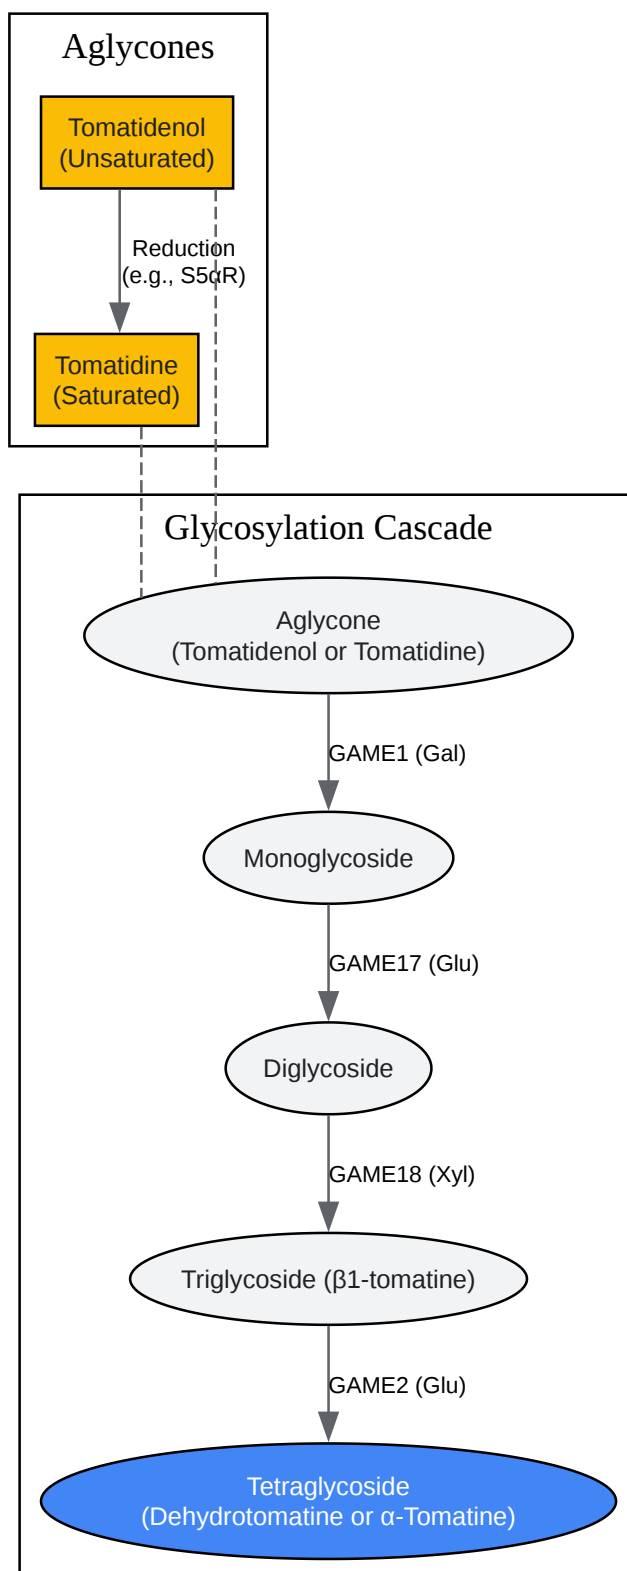 Aglycones
Tomatidenol
(Unsaturated)
Reduction
(e.g., S5αR)
Tomatidine
(Saturated)
Glycosylation Cascade
Aglycone
(Tomatidenol or Tomatidine)
GAME1 (Gal)
Monoglycoside
GAME17 (Glu)
Diglycoside
GAME18 (Xyl)
Triglycoside (β1-tomatine)
GAME2 (Glu)
Tetraglycoside
(Dehydrotomatine or α-Tomatine)